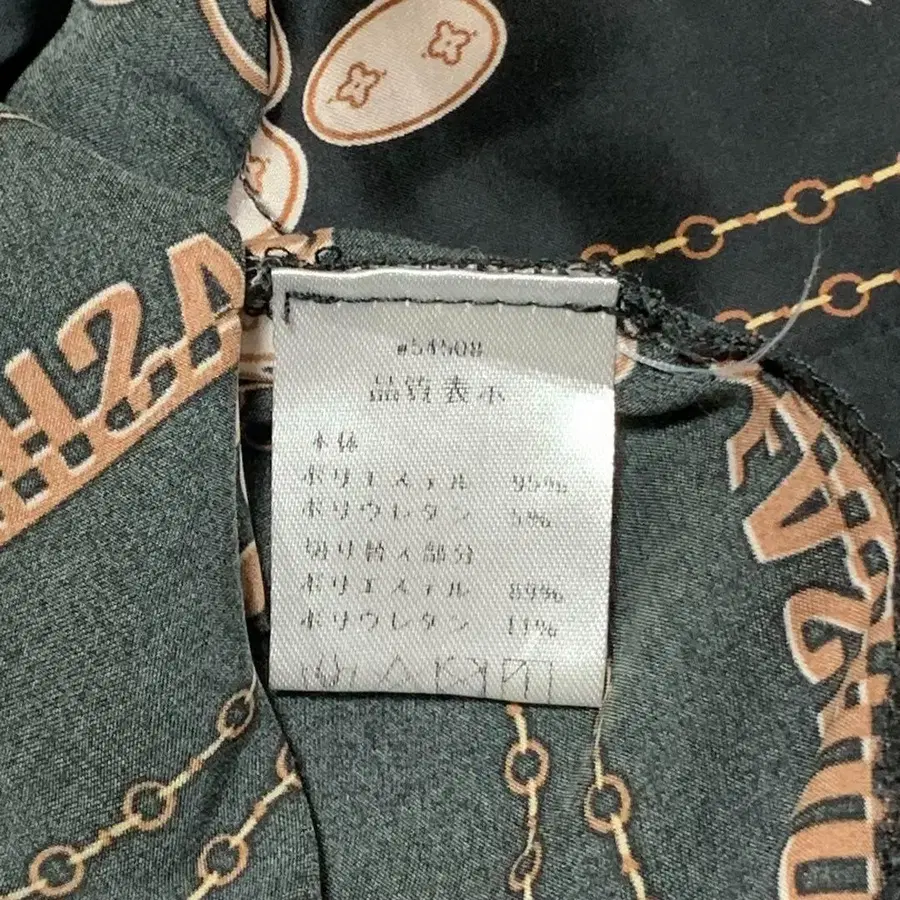 #54508
品質表示
本体
ポリエステル 95%
ポリウレタン 5%
切り替え部分
ポリエステル 89%
ポリウレタン 11%